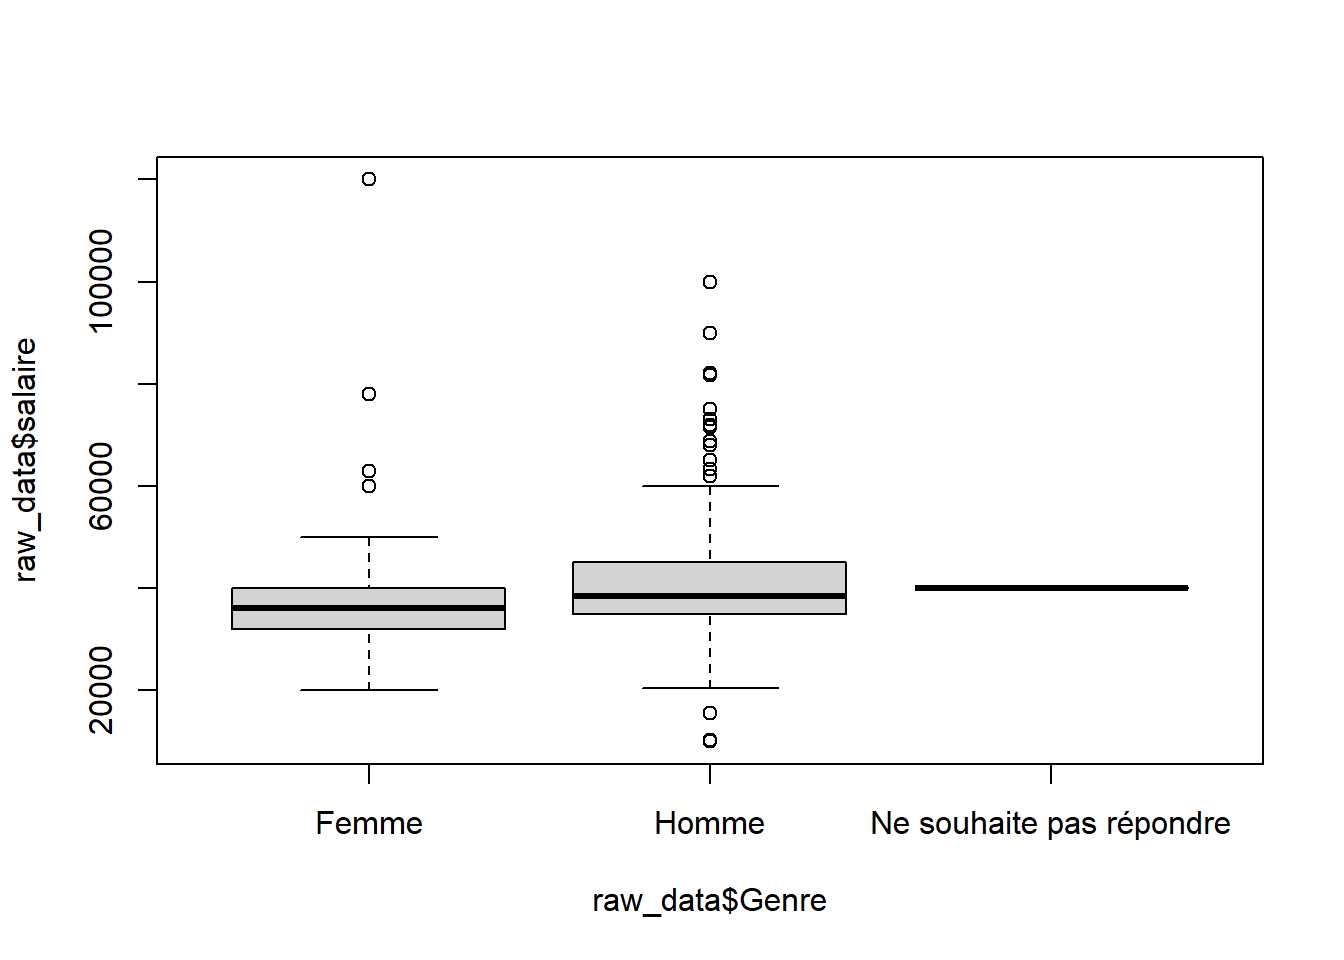 100000
60000
20000
raw_data$salaire
Femme
Homme
Ne souhaite pas répondre
raw_data$Genre